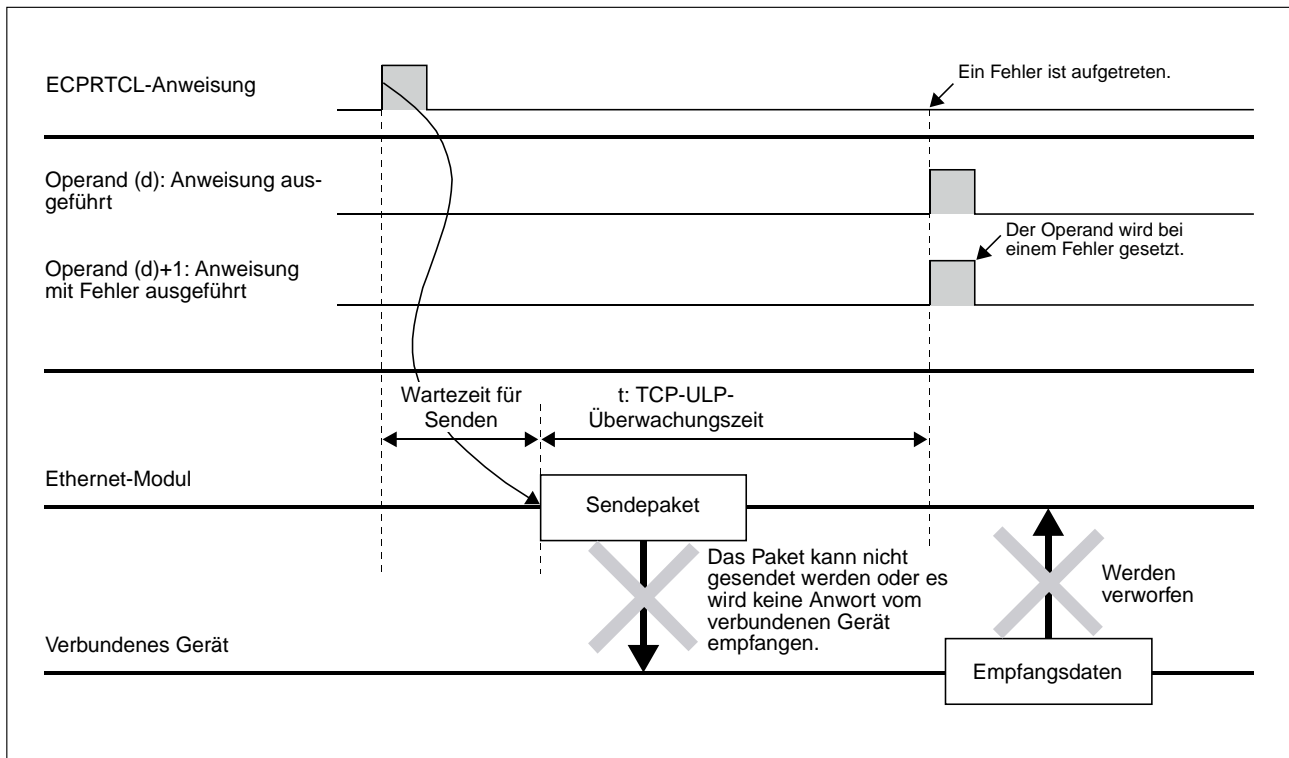 ECPRTCL-Anweisung
Ein Fehler ist aufgetreten.
Operand (d): Anweisung aus-
geführt
Der Operand wird bei
einem Fehler gesetzt.
Operand (d)+1: Anweisung
mit Fehler ausgeführt
Wartezeit für
Senden
t: TCP-ULP-
Überwachungszeit
Ethernet-Modul
Sendepaket
Das Paket kann nicht
gesendet werden oder es
wird keine Anwort vom
verbundenen Gerät
empfangen.
Werden
verworfen
Verbundenes Gerät
Empfangsdaten